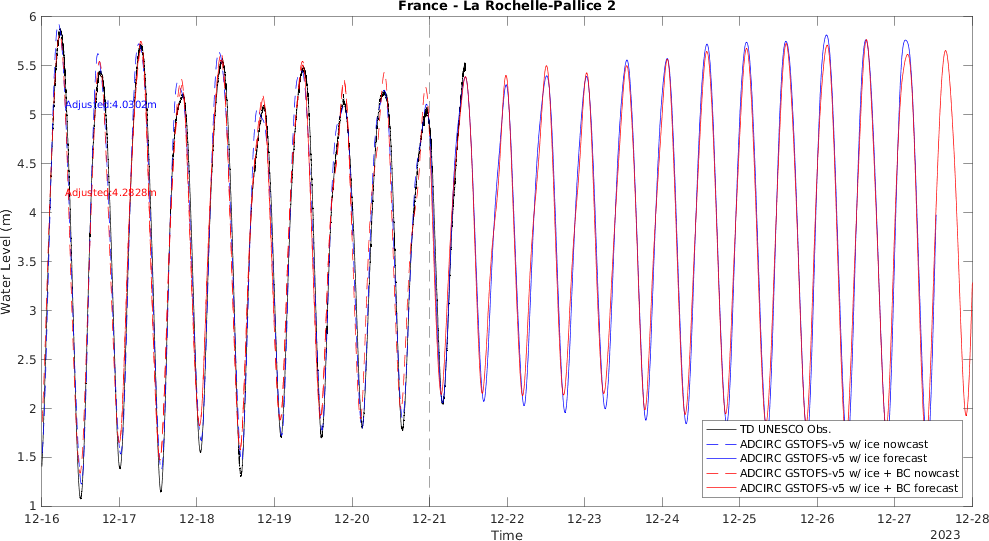 France - La Rochelle-Pallice 2
6
5.5
5
4.5
4
3.5
3
2.5
2
1.5
1
Water Level (m)
Adjusted:4.0302m
Adjusted:4.2828m
TD UNESCO Obs.
ADCIRC GSTOFS-v5 w/ ice nowcast
ADCIRC GSTOFS-v5 w/ ice forecast
ADCIRC GSTOFS-v5 w/ ice + BC nowcast
ADCIRC GSTOFS-v5 w/ ice + BC forecast
12-16 12-17 12-18 12-19 12-20 12-21 12-22 12-23 12-24 12-25 12-26 12-27 12-28
Time
2023